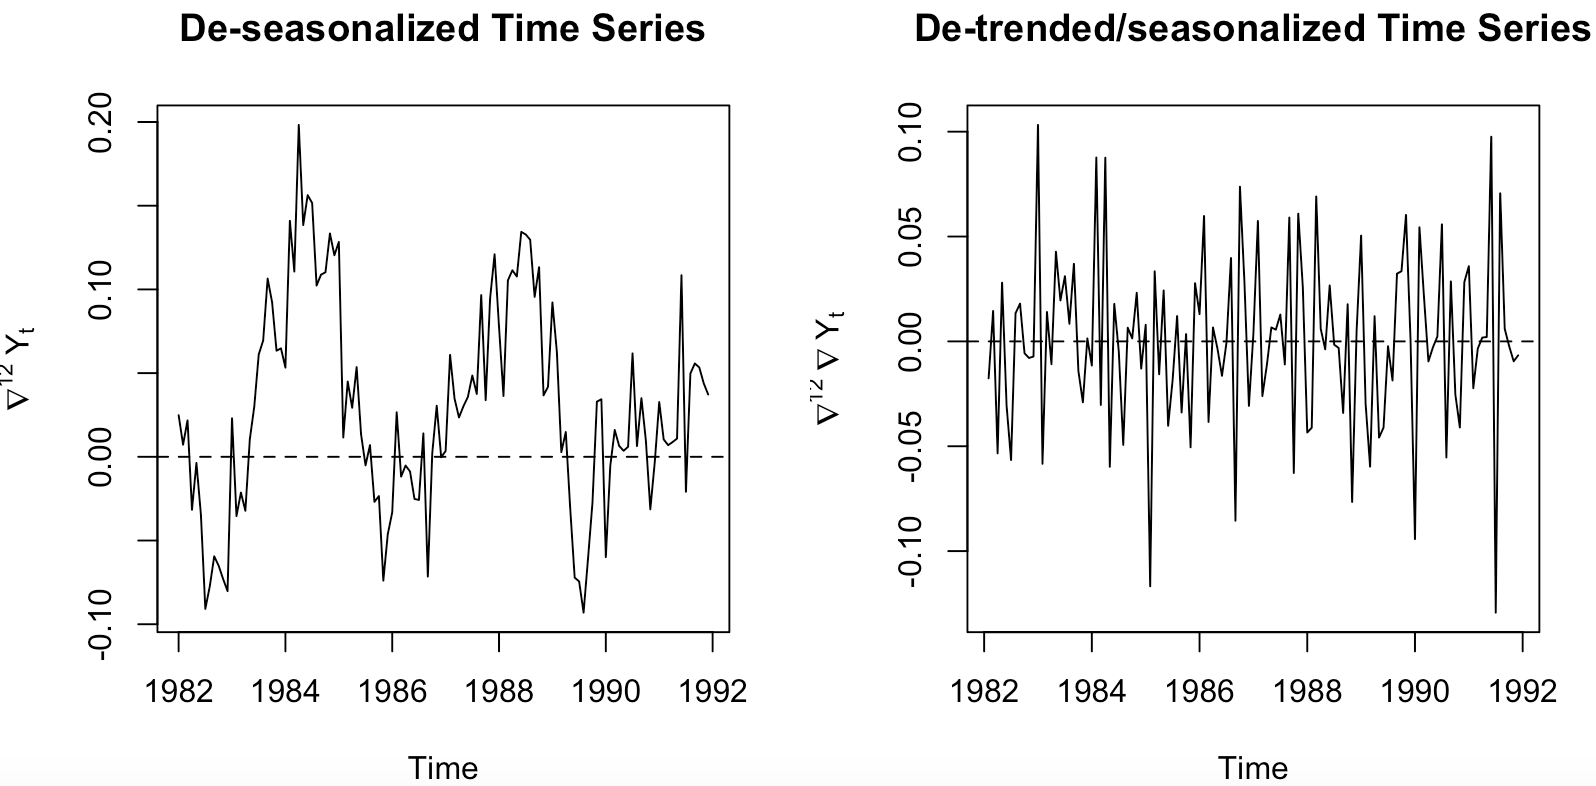 De-seasonalized Time Series
∇¹² Yₜ
0.20
0.10
0.00
-0.10
1982 1984 1986 1988 1990 1992
Time
De-trended/seasonalized Time Series
∇¹² ∇ Yₜ
0.10
0.05
0.00
-0.05
-0.10
1982 1984 1986 1988 1990 1992
Time